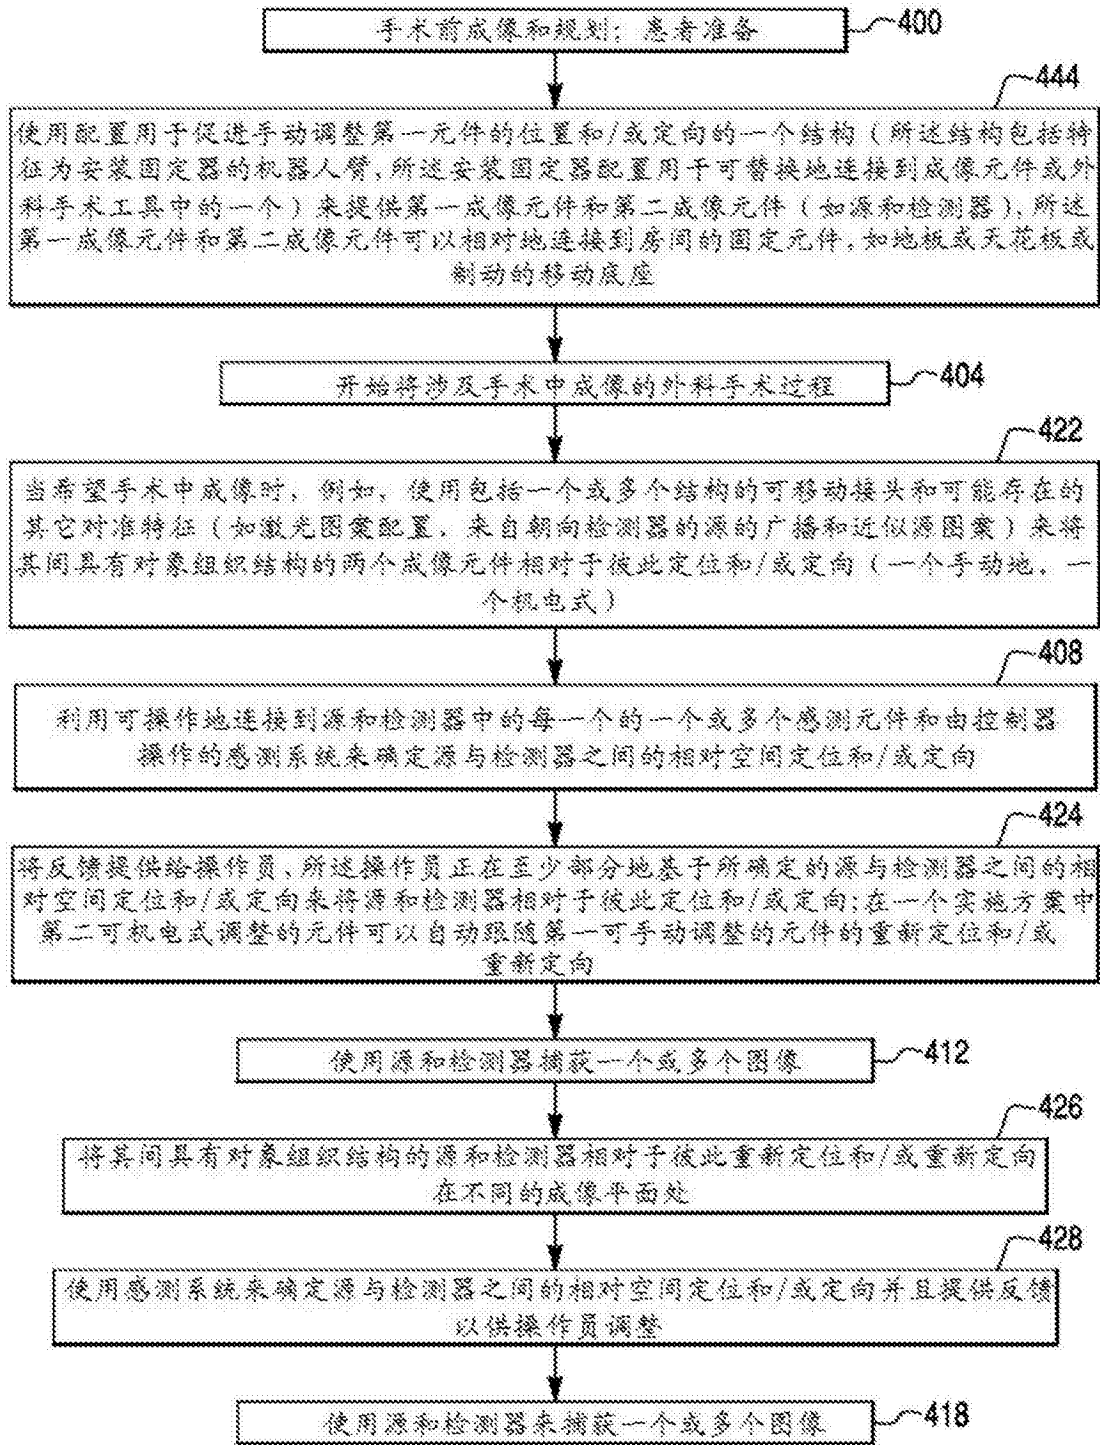 手术前成像和规划；患者准备
400
444
使用配置用于促进手动调整第一元件的位置和/或定向的一个结构（所述结构包括特
征为安装固定器的机器人臂，所述安装固定器配置用于可替换地连接到成像元件或外
科手术工具中的一个）来提供第一成像元件和第二成像元件（如源和检测器），所述
第一成像元件和第二成像元件可以相对地连接到房间的固定元件，如地板或天花板或
制动的移动底座
开始将涉及手术中成像的外科手术过程
404
422
当希望手术中成像时，例如，使用包括一个或多个结构的可移动接头和可能存在的
其它对准特征（如激光图案配置，来自朝向检测器的源的广播和近似源图案）来将
其间具有对象组织结构的两个成像元件相对于彼此定位和/或定向（一个手动地，一
个机电式）
408
利用可操作地连接到源和检测器中的每一个的一个或多个感测元件和由控制器
操作的感测系统来确定源与检测器之间的相对空间定位和/或定向
424
将反馈提供给操作员，所述操作员正在至少部分地基于所确定的源与检测器之间的相
对空间定位和/或定向来将源和检测器相对于彼此定位和/或定向；在一个实施方案中
第二可机电式调整的元件可以自动跟随第一可手动调整的元件的重新定位和/或
重新定向
使用源和检测器捕获一个或多个图像
412
426
将其间具有对象组织结构的源和检测器相对于彼此重新定位和/或重新定向
在不同的成像平面处
428
使用感测系统来确定源与检测器之间的相对空间定位和/或定向并且提供反馈
以供操作员调整
使用源和检测器来捕获一个或多个图像
418